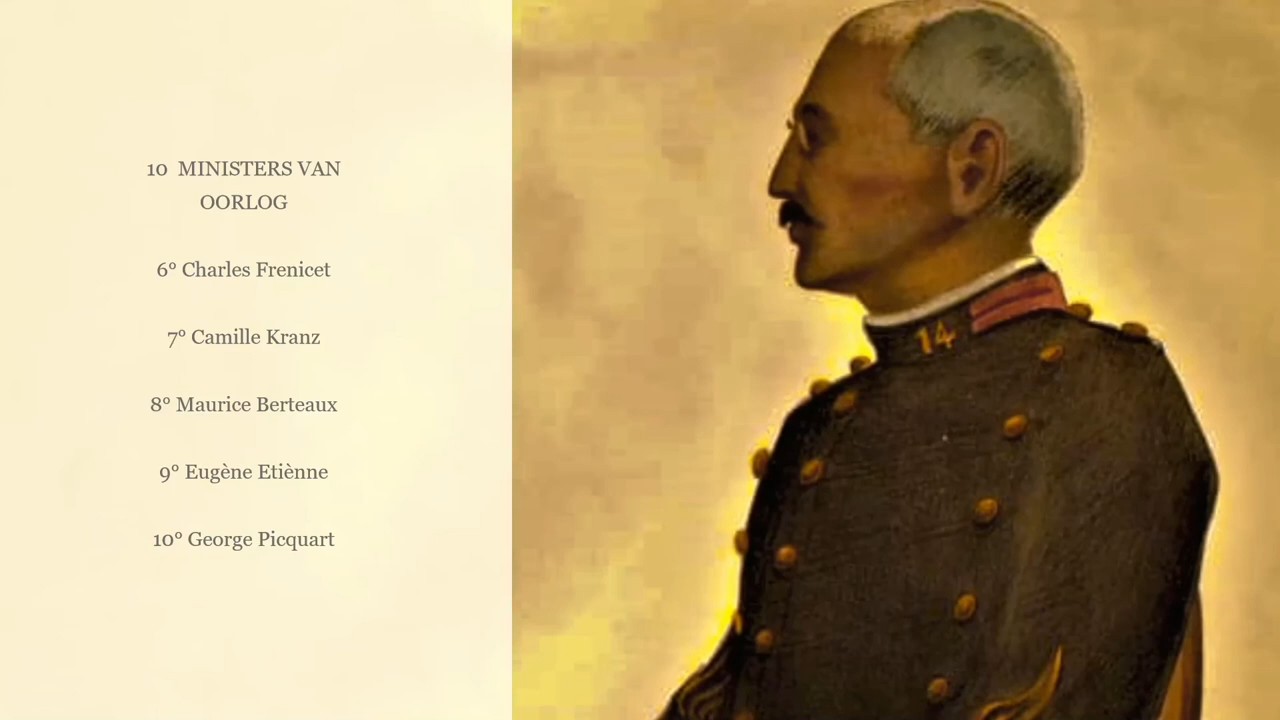 10 MINISTERS VAN
OORLOG
6° Charles Frenicet
7° Camille Kranz
8° Maurice Berteaux
9° Eugène Etiènne
10° George Picquart
14